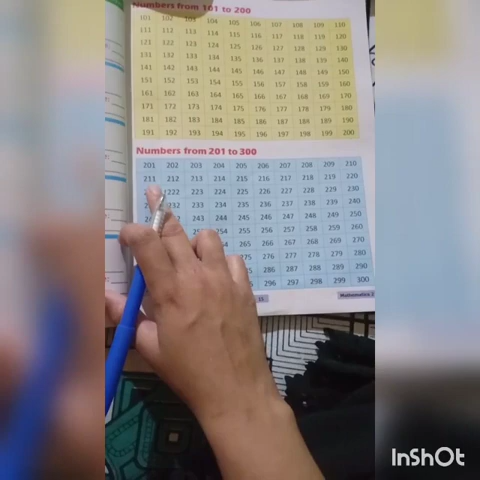 Numbers from 101 to 200
101 102 103 104 105 106 107 108 109 110
111 112 113 114 115 116 117 118 119 120
121 122 123 124 125 126 127 128 129 130
131 132 133 134 135 136 137 138 139 140
141 142 143 144 145 146 147 148 149 150
151 152 153 154 155 156 157 158 159 160
161 162 163 164 165 166 167 168 169 170
171 172 173 174 175 176 177 178 179 180
181 182 183 184 185 186 187 188 189 190
191 192 193 194 195 196 197 198 199 200
Numbers from 201 to 300
201 202 203 204 205 206 207 208 209 210
211 212 213 214 215 216 217 218 219 220
222 223 224 225 226 227 228 229 230
232 233 234 235 236 237 238 239 240
243 244 245 246 247 248 249 250
254 255 256 257 258 259 260
265 266 267 268 269 270
276 277 278 279 280
286 287 288 289 290
296 297 298 299 300
11 Mathematics 2
InShOt